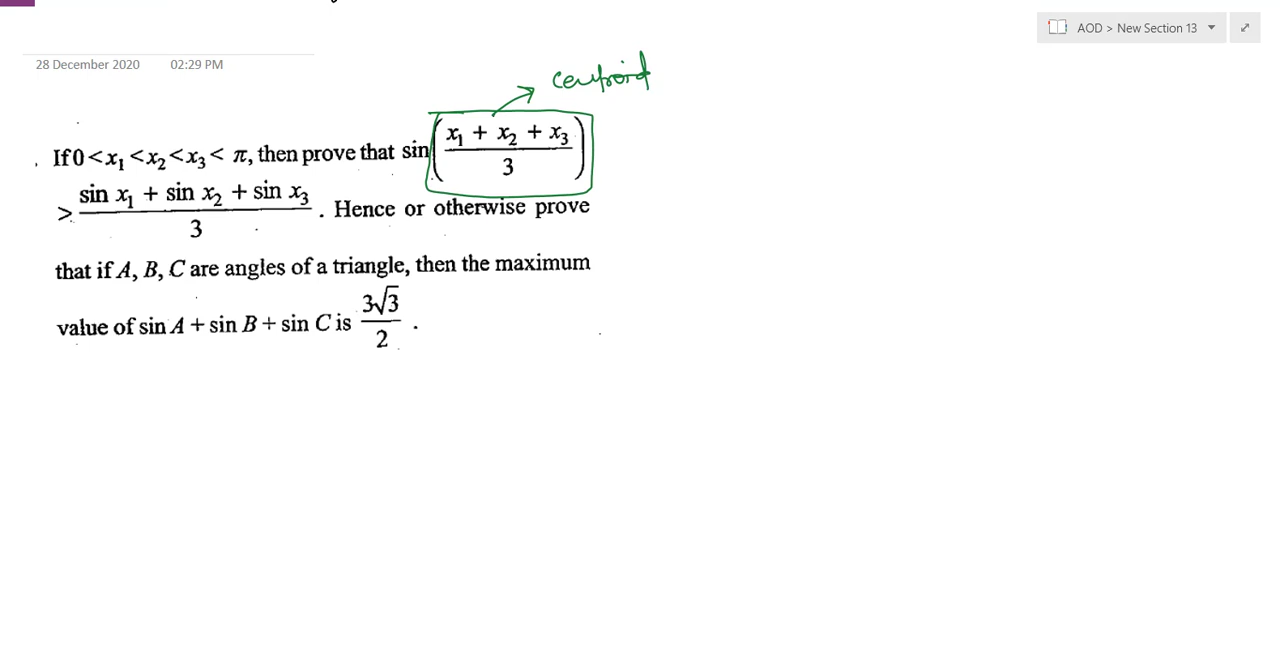 AOD > New Section 13
28 December 2020 02:29 PM
centroid
. If 0 < x₁ < x₂ < x₃ < π, then prove that sin (x₁ + x₂ + x₃ / 3)
> sin x₁ + sin x₂ + sin x₃ / 3 . Hence or otherwise prove
that if A, B, C are angles of a triangle, then the maximum
value of sin A + sin B + sin C is 3√3 / 2 .